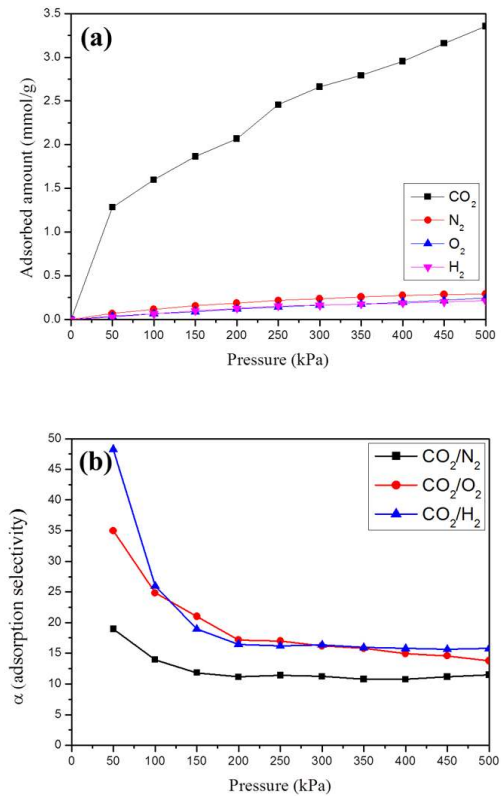 (a)
3.5
3.0
2.5
2.0
1.5
1.0
0.5
0.0
Adsorbed amount (mmol/g)
CO₂
N₂
O₂
H₂
0 50 100 150 200 250 300 350 400 450 500
Pressure (kPa)
(b)
50
45
40
35
30
25
20
15
10
5
0
α (adsorption selectivity)
CO₂/N₂
CO₂/O₂
CO₂/H₂
0 50 100 150 200 250 300 350 400 450 500
Pressure (kPa)